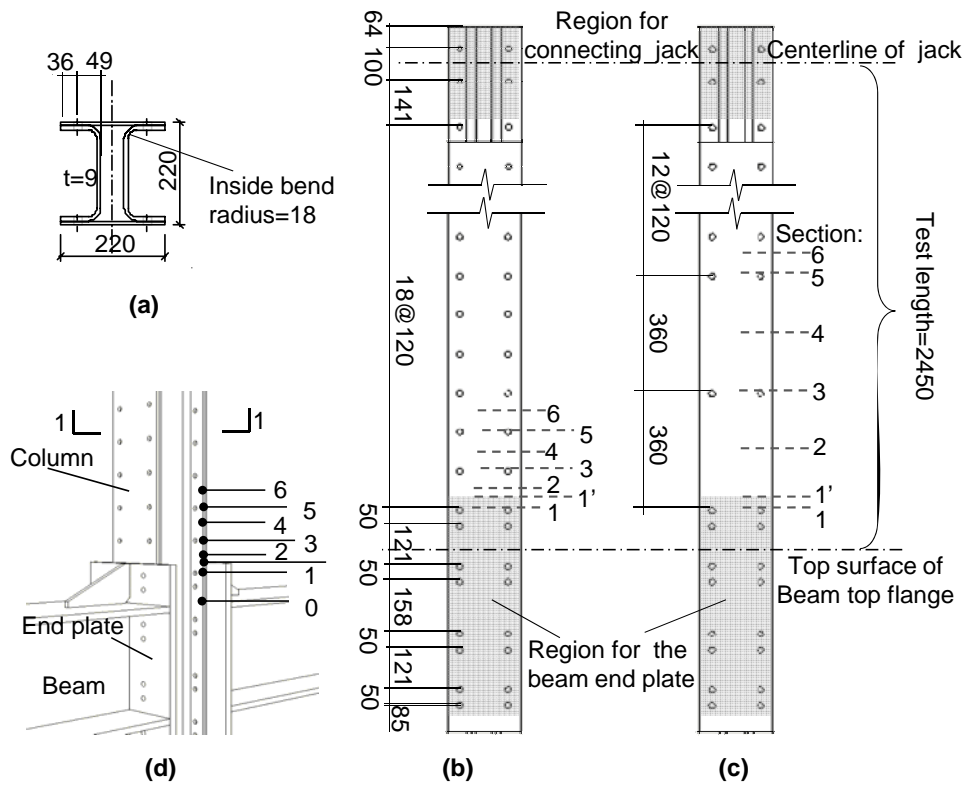 36
49
t=9
220
220
Inside bend
radius=18
(a)
64
100
141
18@120
50
121
50
158
50
121
50
85
Region for
connecting jack
6
5
4
3
2
1’
1
Region for the
beam end plate
(b)
Centerline of jack
12@120
360
360
Section:
6
5
4
3
2
1’
1
Test length=2450
Top surface of
Beam top flange
(c)
1
1
Column
6
5
4
3
2
1
0
End plate
Beam
(d)